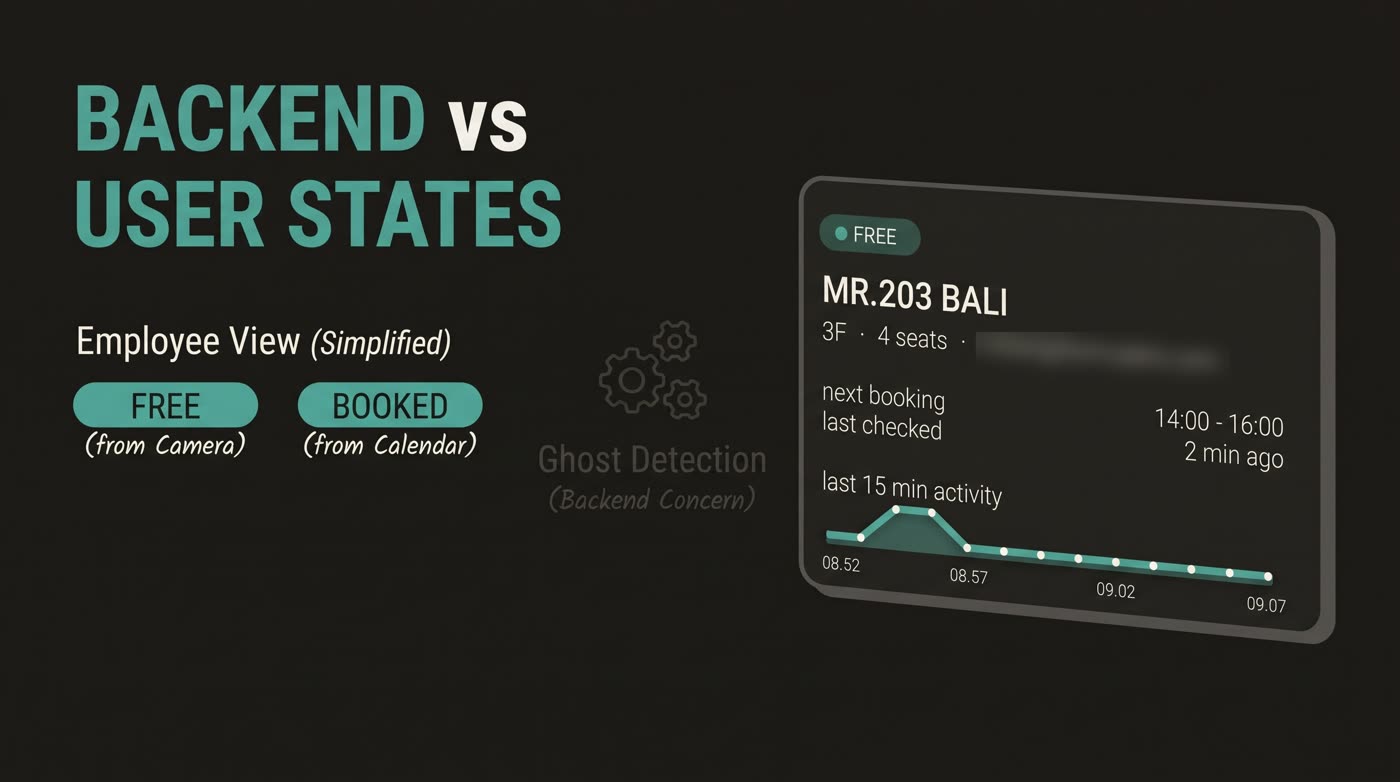 BACKEND vs
USER STATES
Employee View (Simplified)
FREE
(from Camera)
BOOKED
(from Calendar)
Ghost Detection
(Backend Concern)
FREE
MR.203 BALI
3F · 4 seats ·
next booking 14:00 - 16:00
last checked 2 min ago
last 15 min activity
08.52 08.57 09.02 09.07